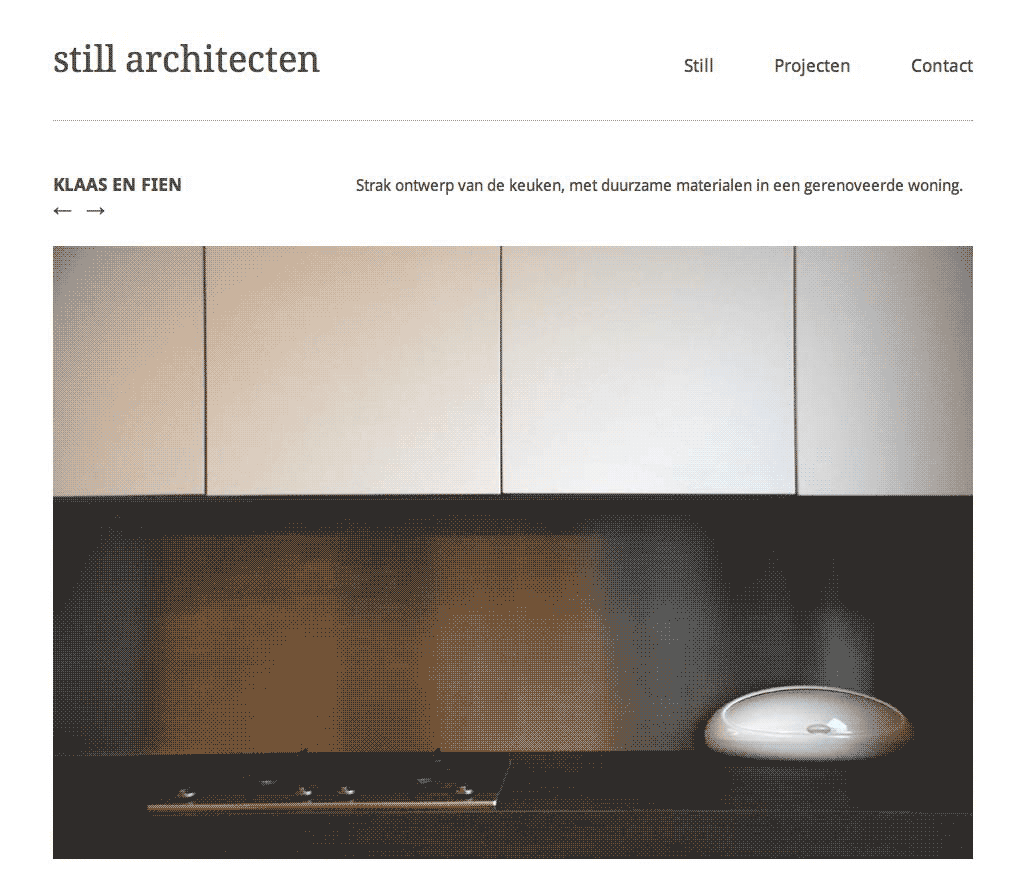 still architecten
Still Projecten Contact
KLAAS EN FIEN
Strak ontwerp van de keuken, met duurzame materialen in een gerenoveerde woning.
← →